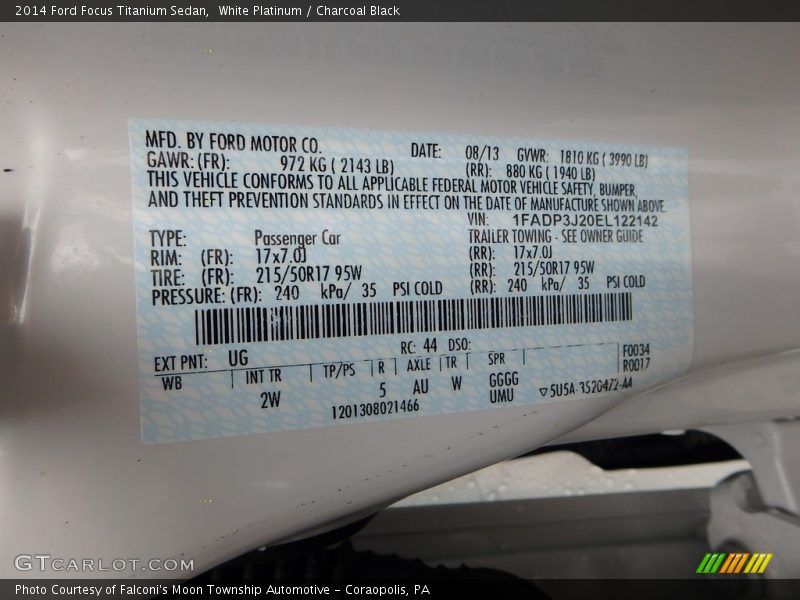 2014 Ford Focus Titanium Sedan,  White Platinum / Charcoal Black
MFD. BY FORD MOTOR CO. DATE: 08/13 GVWR: 1810 KG ( 3990 LB)
GAWR: (FR): 972 KG ( 2143 LB) (RR): 880 KG ( 1940 LB)
THIS VEHICLE CONFORMS TO ALL APPLICABLE FEDERAL MOTOR VEHICLE SAFETY, BUMPER,
AND THEFT PREVENTION STANDARDS IN EFFECT ON THE DATE OF MANUFACTURE SHOWN ABOVE.
VIN: 1FADP3J20EL122142
TYPE: Passenger Car TRAILER TOWING - SEE OWNER GUIDE
RIM: (FR): 17x7.0J (RR): 17x7.0J
TIRE: (FR): 215/50R17 95W (RR): 215/50R17 95W
PRESSURE: (FR): 240 kPa/ 35 PSI COLD (RR): 240 kPa/ 35 PSI COLD
EXT PNT: UG RC: 44 DSO: F0034
WB INT TR TP/PS R AXLE TR SPR R0017
2W 5 AU W GGGG
1201308021466 UMU ▽5U5A-3520472-AA
GTCARLOT.COM
Photo Courtesy of Falconi's Moon Township Automotive – Coraopolis, PA